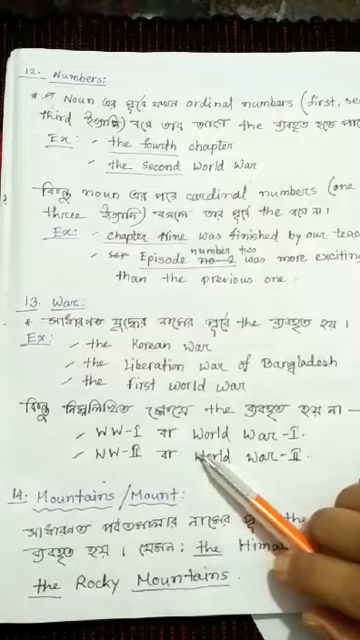 12. Numbers:
* Noun এর পূর্বে যখন ordinal numbers (first, se
third ইত্যাদি) বসে তার আগে the ব্যবহৃত হতে পারে
Ex: - the fourth chapter
- the second World War
কিন্তু noun এর পরে cardinal numbers (one
three ইত্যাদি) বসলে তার পূর্বে the বসে না।
Ex: - chapter Nine was finished by our teac
- Episode number two was more exciting
than the previous one.
13. War:
* সাধারণত যুদ্ধের নামের পূর্বে the ব্যবহৃত হয়।
Ex: - the Korean War
- the Liberation war of Bangladesh
- the first world war
কিন্তু নিম্নলিখিত ক্ষেত্রে the ব্যবহৃত হয় না -
- WW-I বা World War-I.
- WW-II বা World War-II.
14. Mountains/Mount:
সাধারণত পর্বতমালার নামের পূ the
ব্যবহৃত হয়। যেমন: the Hima
the Rocky Mountains.